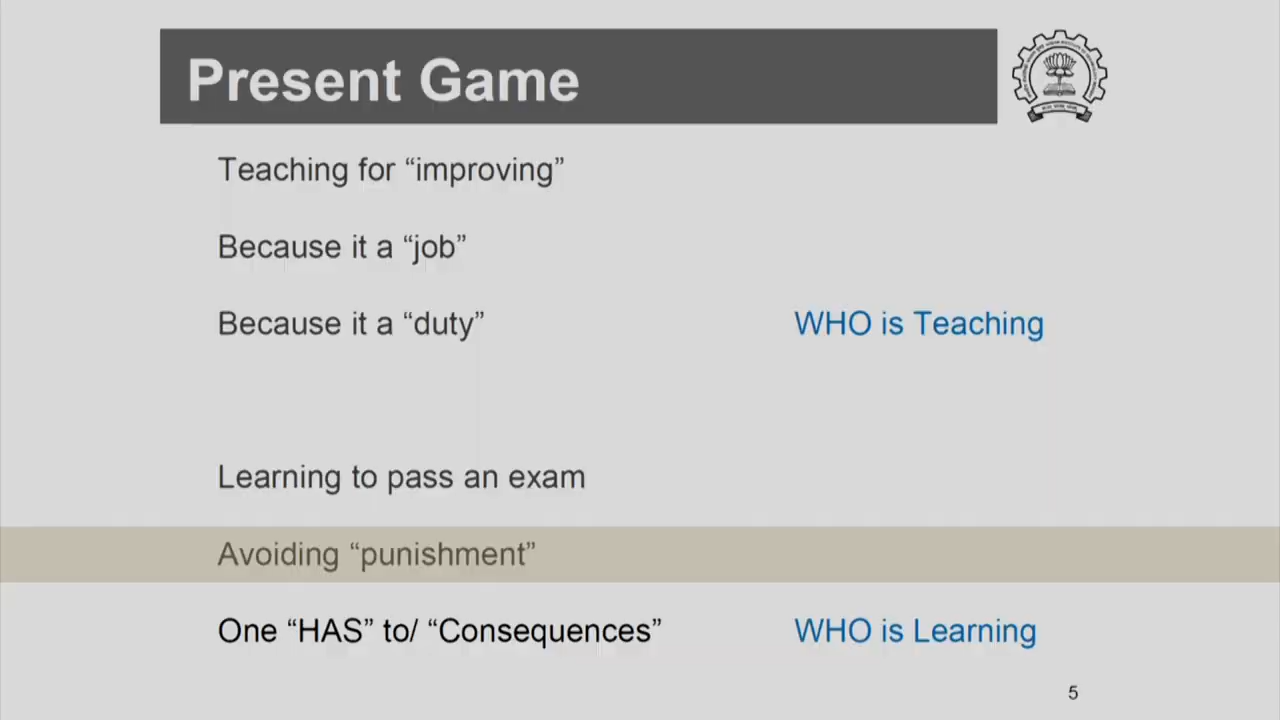 Present Game
Teaching for “improving”
Because it a “job”
Because it a “duty”
WHO is Teaching
Learning to pass an exam
Avoiding “punishment”
One “HAS” to/ “Consequences”
WHO is Learning
5